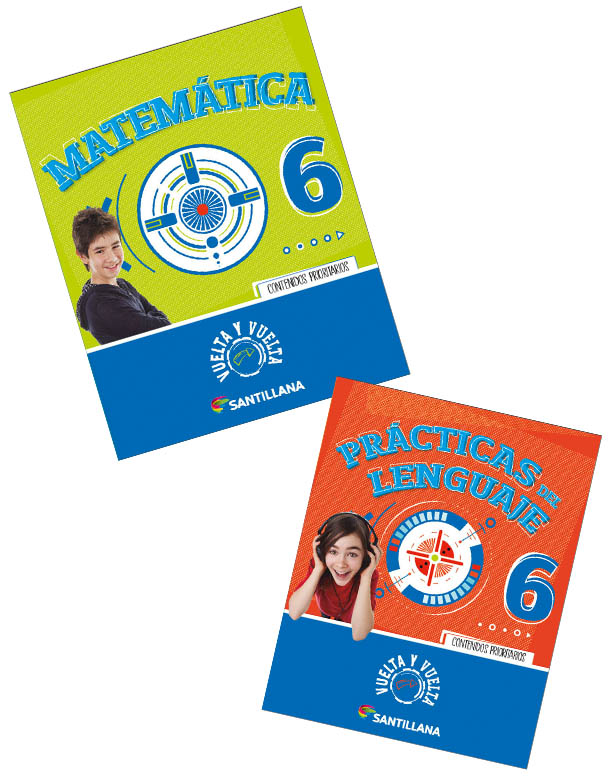 MATEMÁTICA
6
CONTENIDOS PRIORITARIOS
VUELTA Y VUELTA
SANTILLANA
PRÁCTICAS DEL
LENGUAJE
6
CONTENIDOS PRIORITARIOS
VUELTA Y VUELTA
SANTILLANA